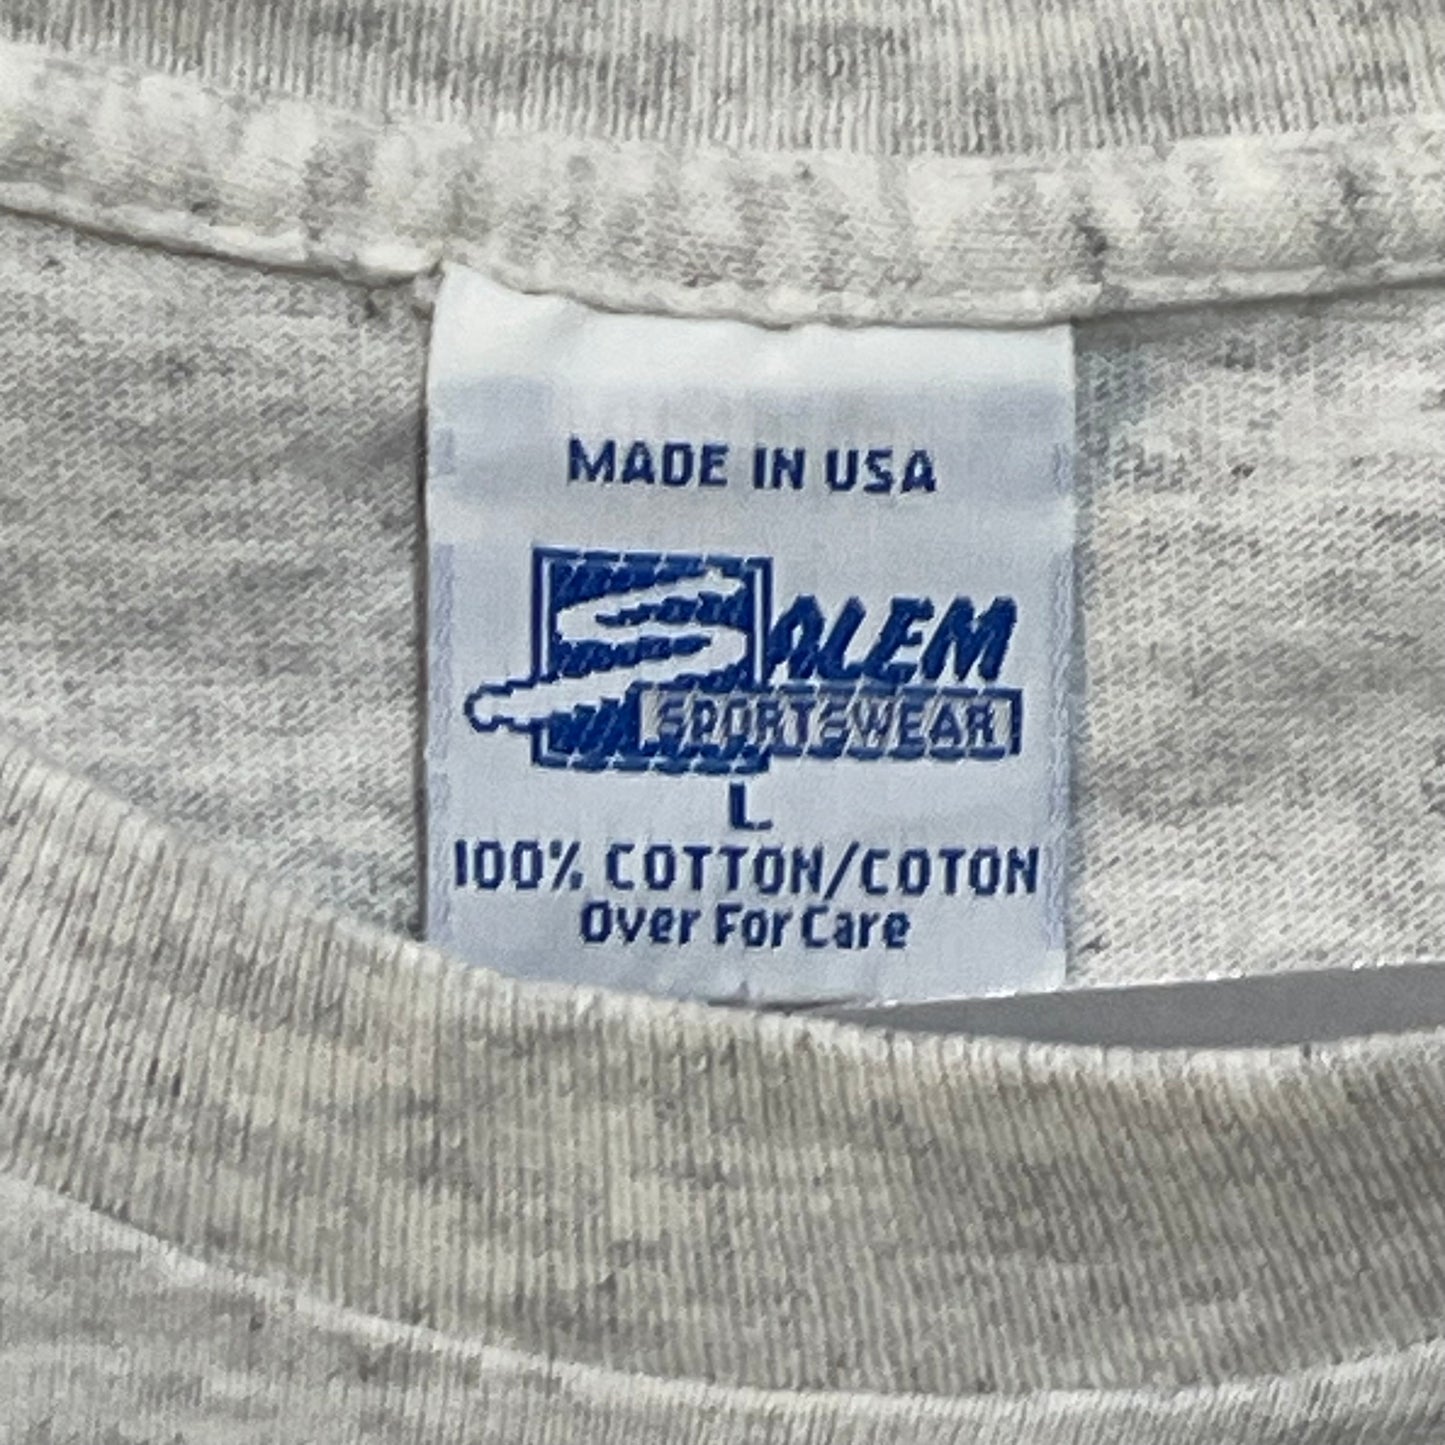 MADE IN USA
SALEM
SPORTSWEAR
L
100% COTTON/COTON
Over For Care